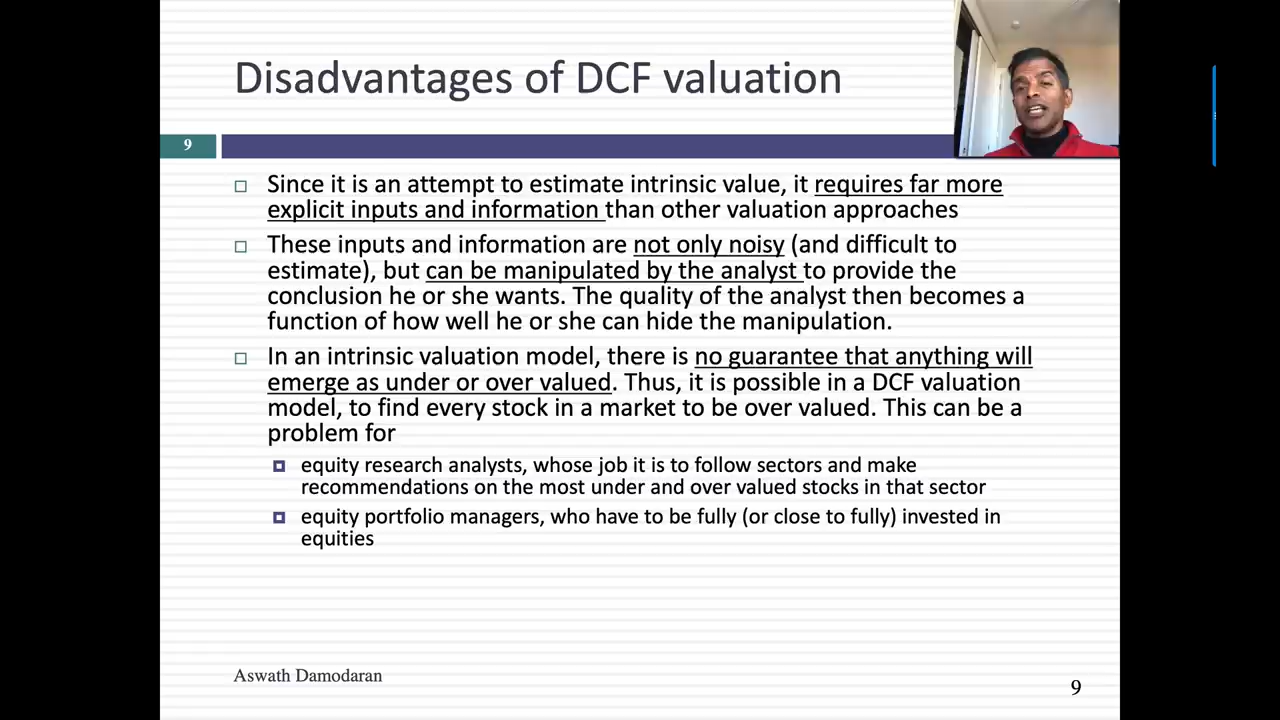 Disadvantages of DCF valuation
9
Since it is an attempt to estimate intrinsic value, it requires far more
explicit inputs and information than other valuation approaches
These inputs and information are not only noisy (and difficult to
estimate), but can be manipulated by the analyst to provide the
conclusion he or she wants. The quality of the analyst then becomes a
function of how well he or she can hide the manipulation.
In an intrinsic valuation model, there is no guarantee that anything will
emerge as under or over valued. Thus, it is possible in a DCF valuation
model, to find every stock in a market to be over valued. This can be a
problem for
equity research analysts, whose job it is to follow sectors and make
recommendations on the most under and over valued stocks in that sector
equity portfolio managers, who have to be fully (or close to fully) invested in
equities
Aswath Damodaran
9